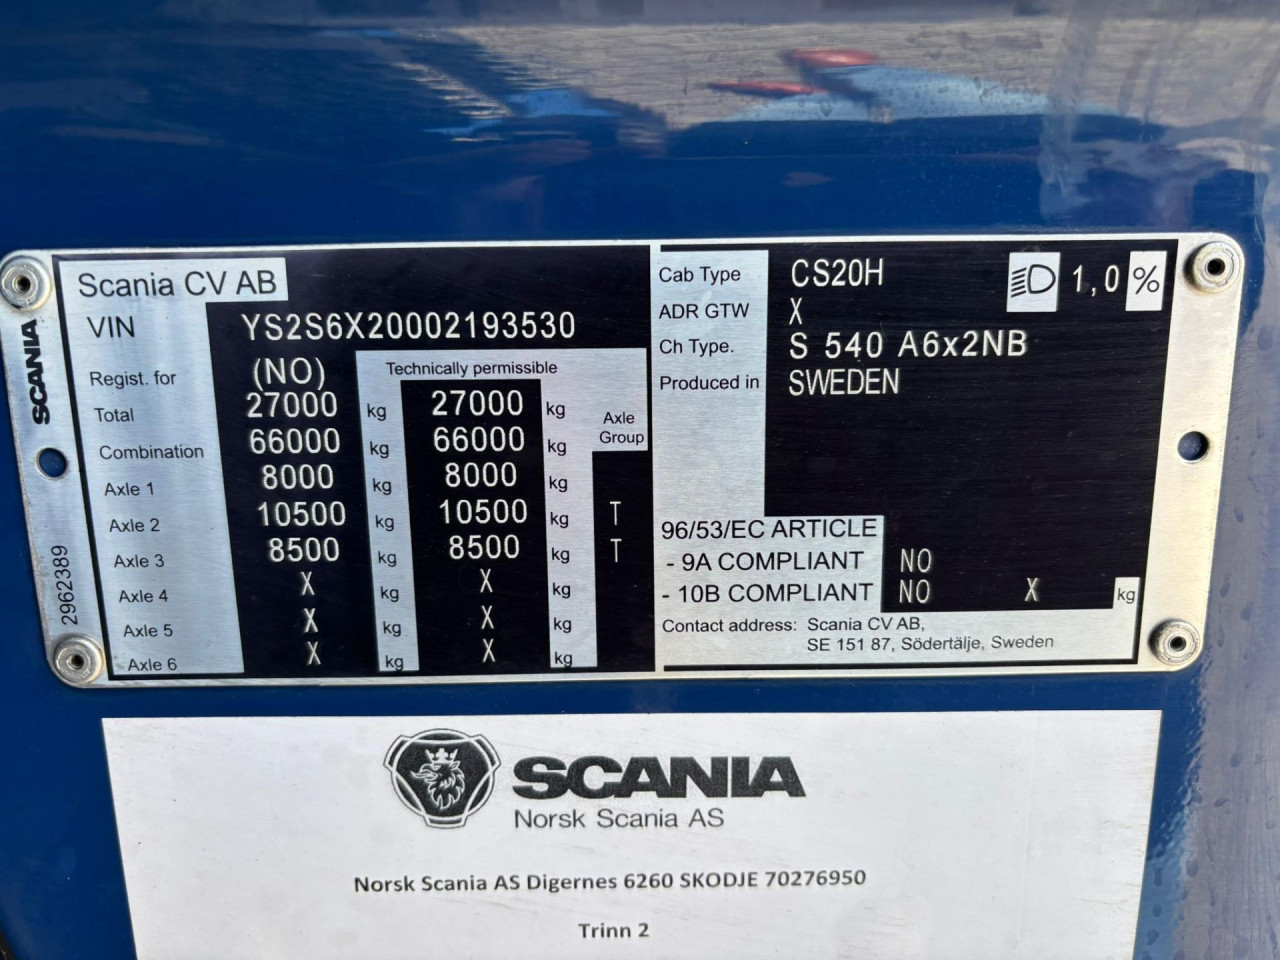 Scania CV AB
VIN YS2S6X20002193530
Regist. for (NO) Technically permissible
Total 27000 kg 27000 kg Axle Group
Combination 66000 kg 66000 kg
Axle 1 8000 kg 8000 kg
Axle 2 10500 kg 10500 kg T
Axle 3 8500 kg 8500 kg T
Axle 4 X kg X kg
Axle 5 X kg X kg
Axle 6 X kg X kg
SCANIA
2962389
Cab Type CS20H 1,0 %
ADR GTW X
Ch Type. S 540 A6x2NB
Produced in SWEDEN
96/53/EC ARTICLE
- 9A COMPLIANT NO
- 10B COMPLIANT NO X kg
Contact address: Scania CV AB,
SE 151 87, Södertälje, Sweden
SCANIA
Norsk Scania AS
Norsk Scania AS Digernes 6260 SKODJE 70276950
Trinn 2